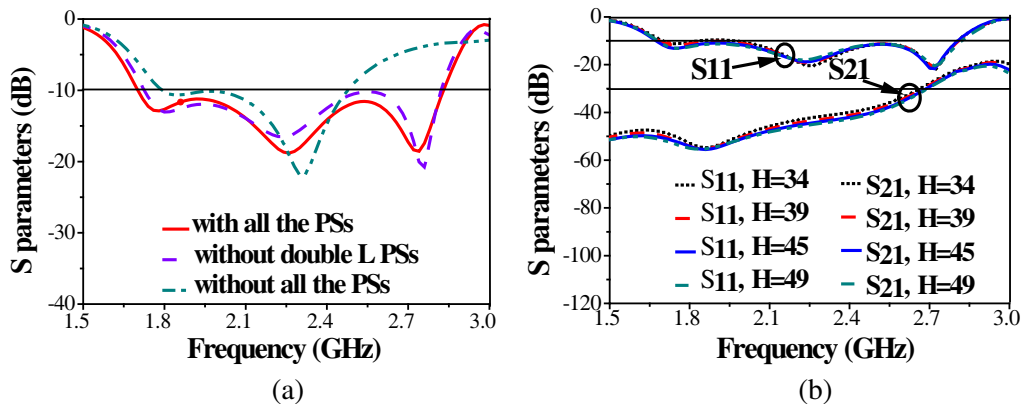 0
-10
-20
-30
-40
S parameters (dB)
with all the PSs
without double L PSs
without all the PSs
1.5 1.8 2.1 2.4 2.7 3.0
Frequency (GHz)
(a)
0
-20
-40
-60
-80
-100
-120
S parameters (dB)
S11
S21
S11, H=34
S11, H=39
S11, H=45
S11, H=49
S21, H=34
S21, H=39
S21, H=45
S21, H=49
1.5 1.8 2.1 2.4 2.7 3.0
Frequency (GHz)
(b)